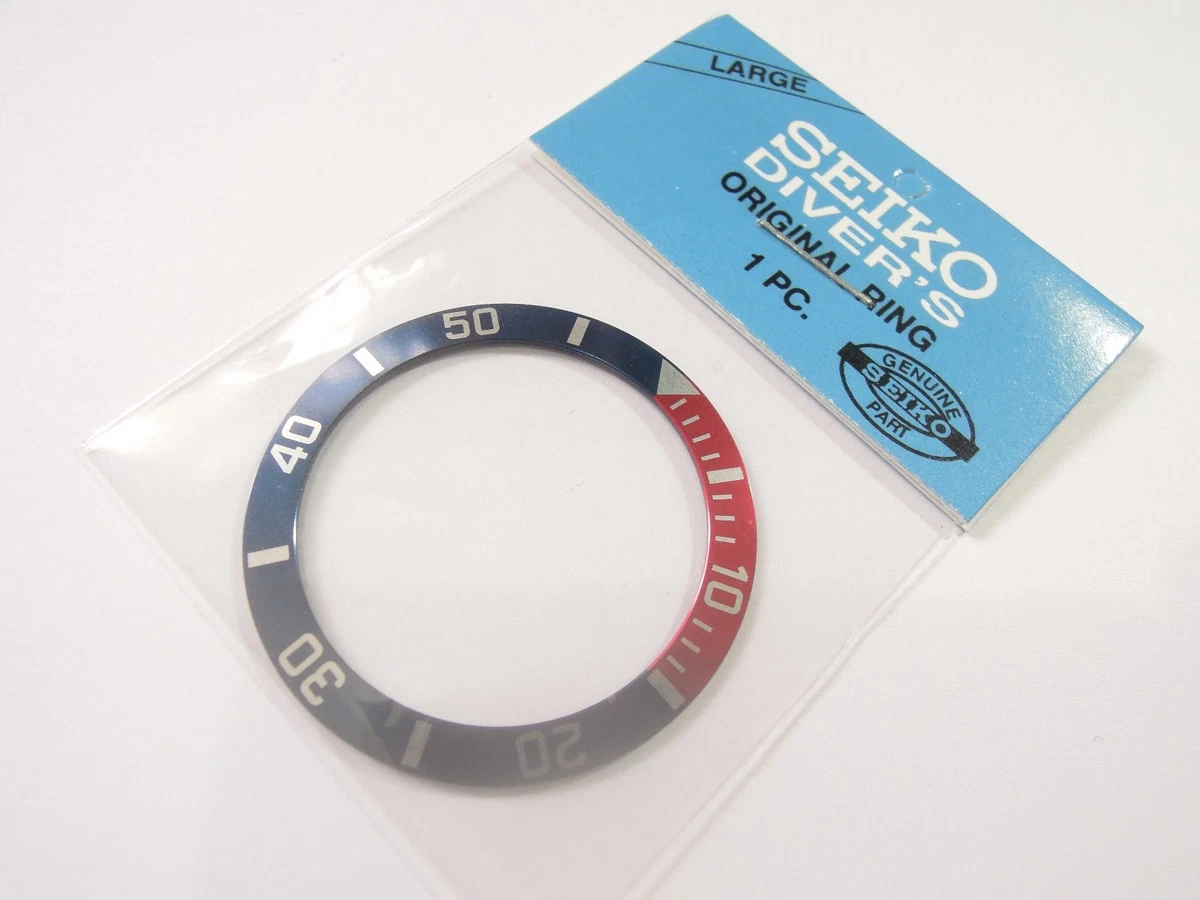 LARGE
SEIKO
DIVER'S
ORIGINAL RING
1 PC.
GENUINE
SEIKO
PART
50
40
30
20
10